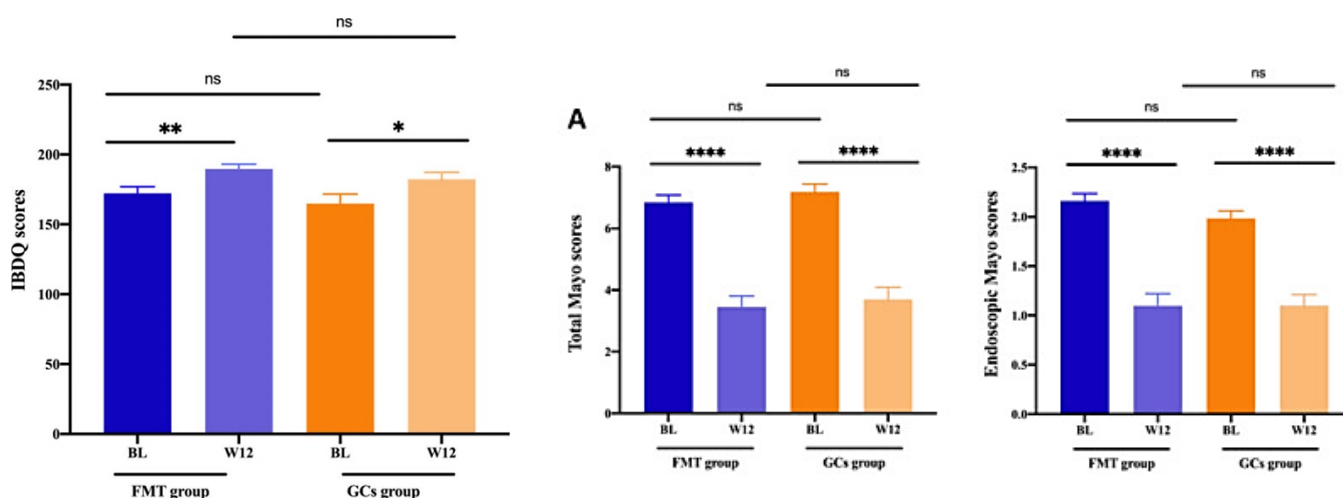 ns
ns
**
*
IBDQ scores
250
200
150
100
50
0
BL W12 BL W12
FMT group GCs group
A
ns
ns
****
****
Total Mayo scores
8
6
4
2
0
BL W12 BL W12
FMT group GCs group
ns
ns
****
****
Endoscopic Mayo scores
2.5
2.0
1.5
1.0
0.5
0.0
BL W12 BL W12
FMT group GCs group